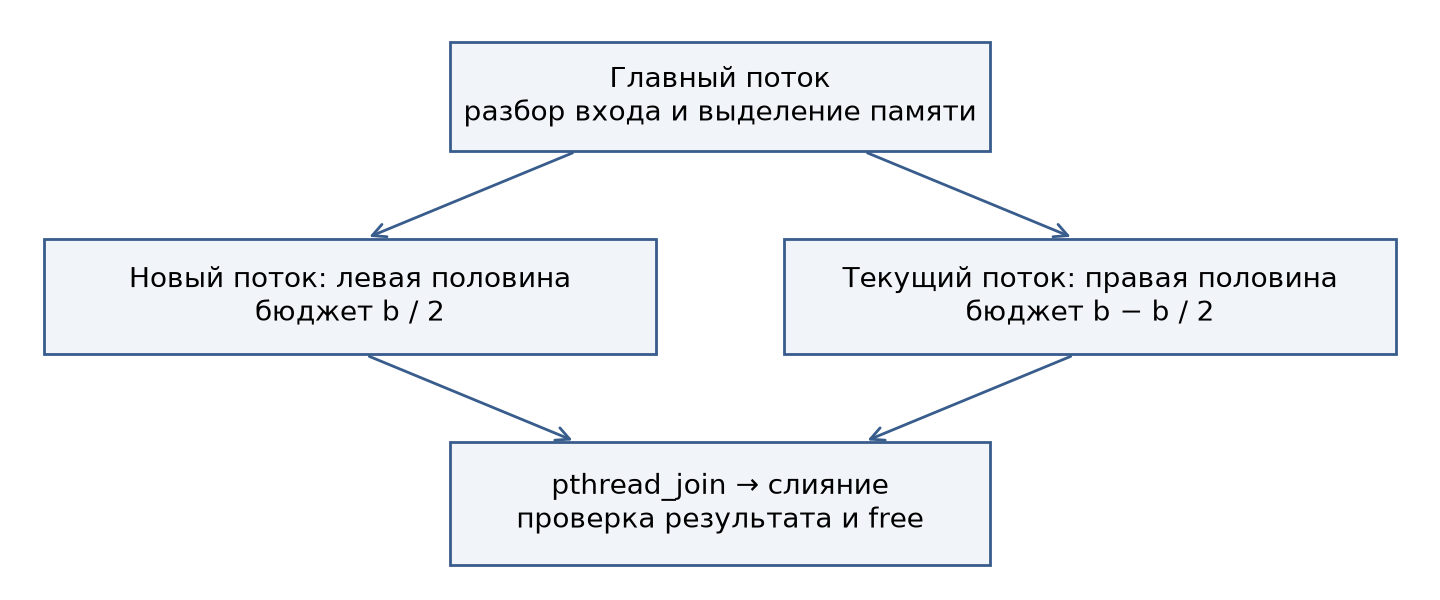 Главный поток
разбор входа и выделение памяти
Новый поток: левая половина
бюджет b / 2
Текущий поток: правая половина
бюджет b − b / 2
pthread_join → слияние
проверка результата и free